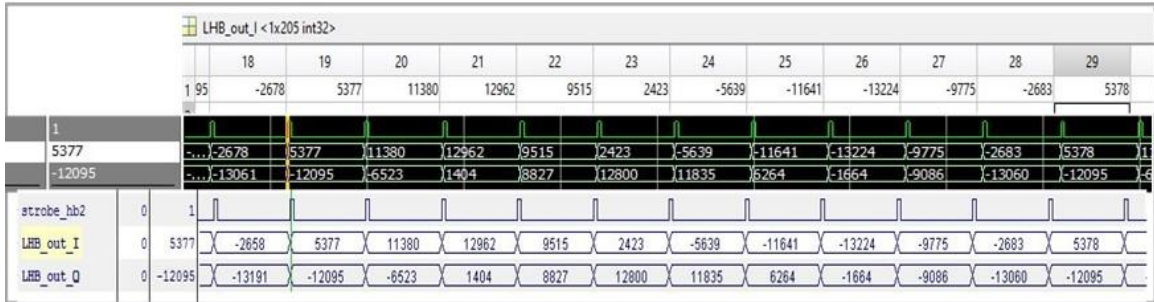 LHB_out_I <1x205 int32>
18 19 20 21 22 23 24 25 26 27 28 29
1 95 -2678 5377 11380 12962 9515 2423 -5639 -11641 -13224 -9775 -2683 5378
1
5377 -... -2678 5377 11380 12962 9515 2423 -5639 -11641 -13224 -9775 -2683 5378 11
-12095 -... -13061 -12095 -6523 1404 8827 12800 11835 6264 -1664 -9086 -13060 -12095 -6
strobe_hb2 0 1
LHB_out_I 0 5377 -2658 5377 11380 12962 9515 2423 -5639 -11641 -13224 -9775 -2683 5378
LHB_out_Q 0 -12095 -13191 -12095 -6523 1404 8827 12800 11835 6264 -1664 -9086 -13060 -12095